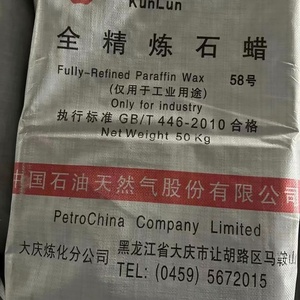 KunLun
全精炼石蜡
Fully-Refined Paraffin Wax 58号
(仅用于工业用途)
Only for industry
执行标准 GB/T 446-2010 合格
Net Weight 50 Kg
中国石油天然气股份有限
PetroChina Company Limited
大庆炼化分公司 黑龙江省大庆市让胡路区马鞍山
TEL: (0459) 5672015